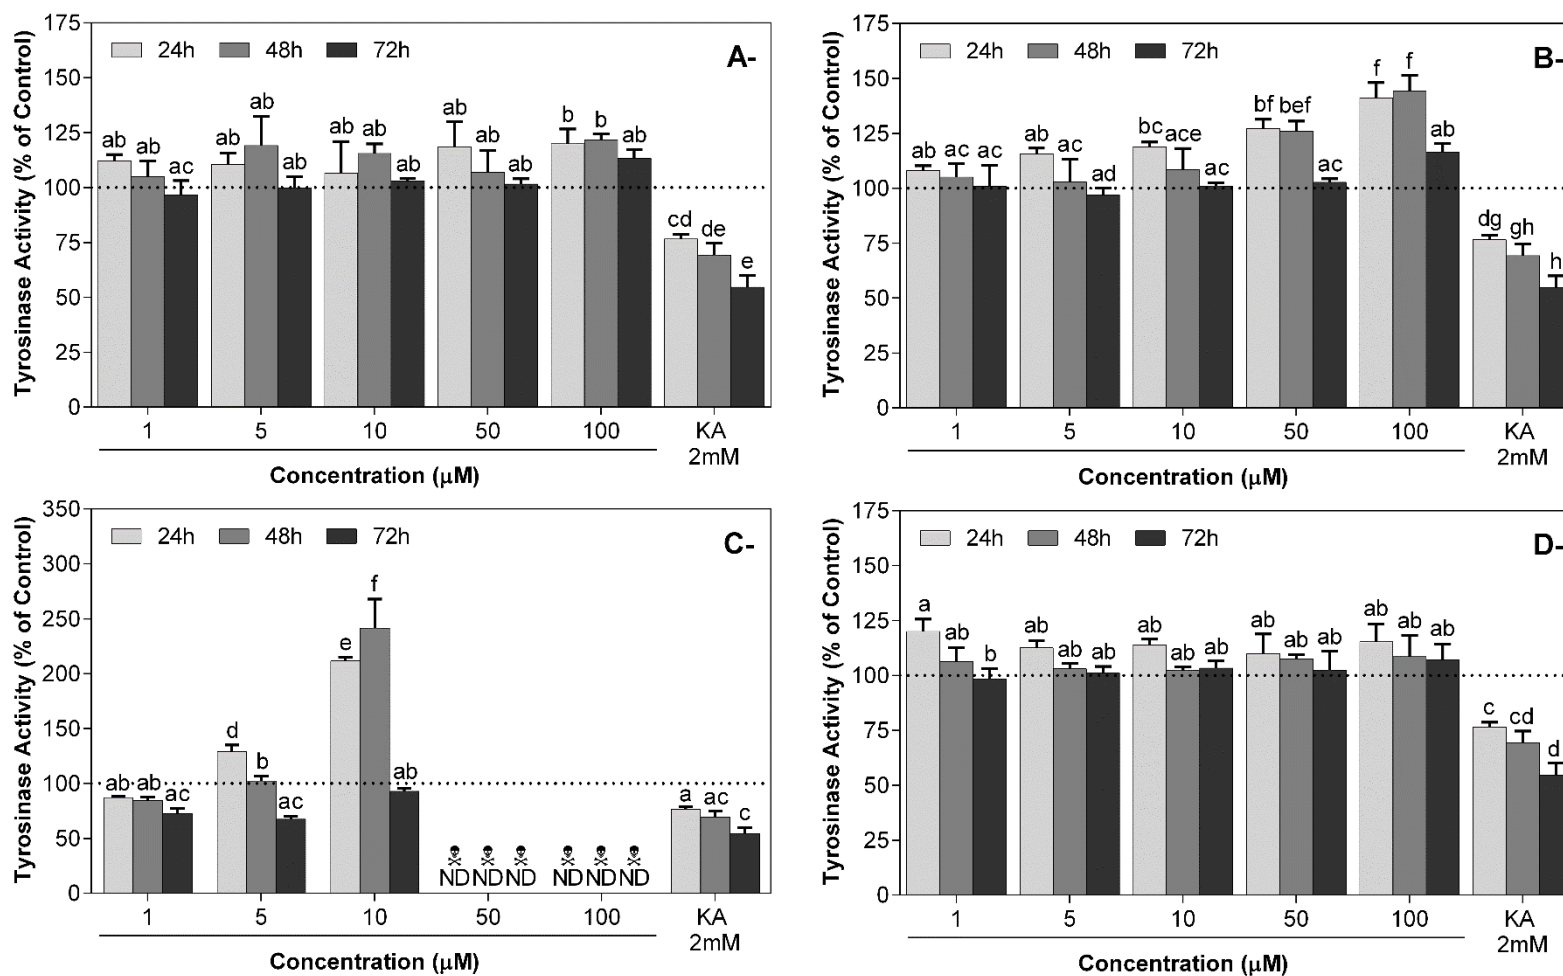 Tyrosinase Activity (% of Control)
175
150
125
100
75
50
25
0
24h 48h 72h
A-
ab ab ac ab ab ab ab ab ab ab ab ab b b ab cd de e
1 5 10 50 100 KA
2mM
Concentration (μM)
Tyrosinase Activity (% of Control)
175
150
125
100
75
50
25
0
24h 48h 72h
B-
ab ac ac ab ac ad bc ace ac bf bef ac f f ab dg gh h
1 5 10 50 100 KA
2mM
Concentration (μM)
Tyrosinase Activity (% of Control)
350
300
250
200
150
100
50
0
24h 48h 72h
C-
ab ab ac d b ac e f ab a ac c
ND ND ND ND ND ND
1 5 10 50 100 KA
2mM
Concentration (μM)
Tyrosinase Activity (% of Control)
175
150
125
100
75
50
25
0
24h 48h 72h
D-
a ab b ab ab ab ab ab ab ab ab ab ab ab ab c cd d
1 5 10 50 100 KA
2mM
Concentration (μM)